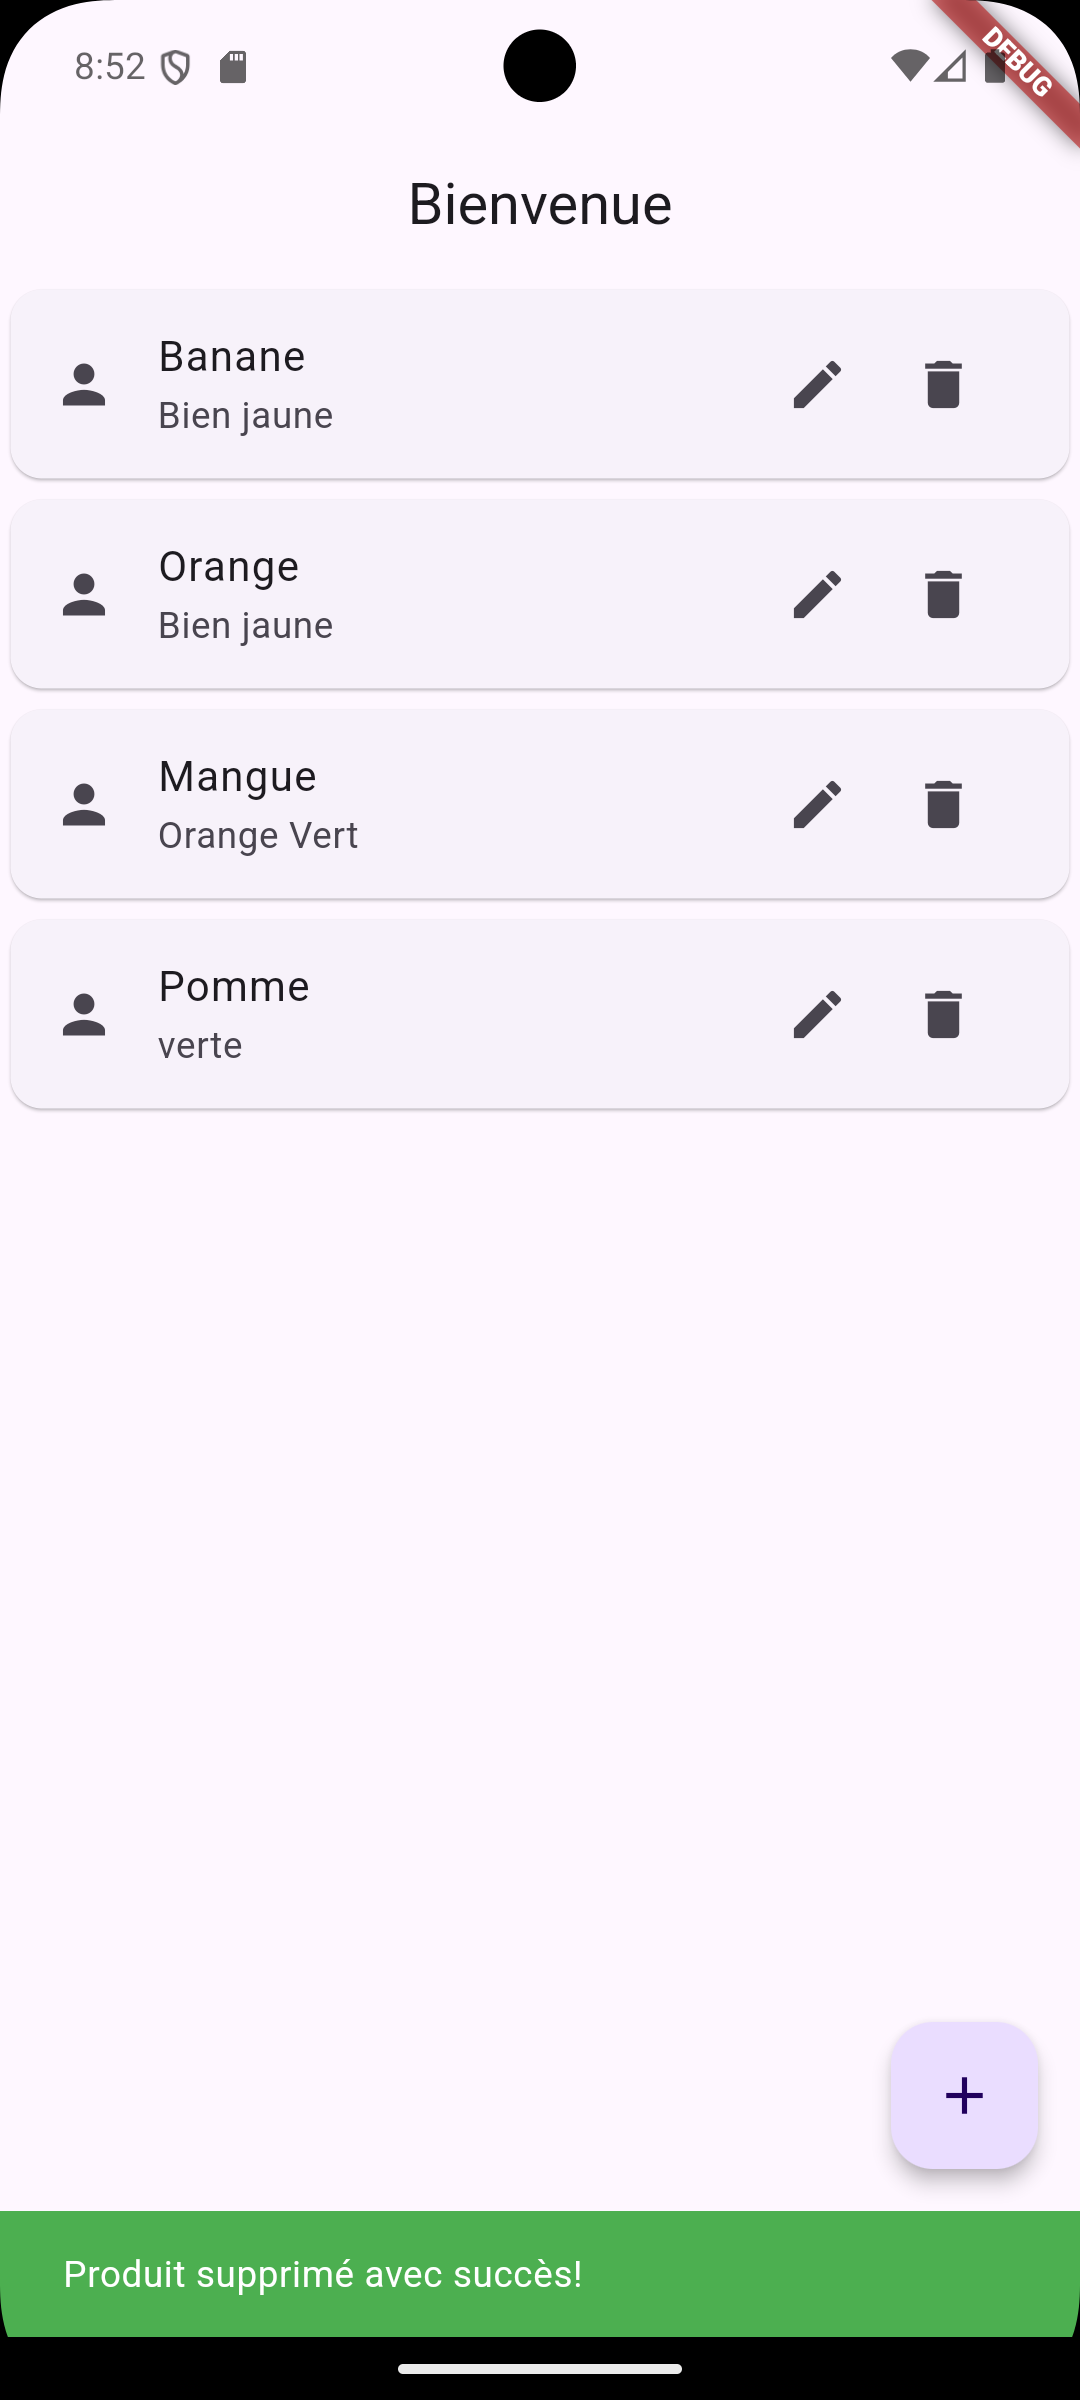 8:52
DEBUG
Bienvenue
Banane
Bien jaune
Orange
Bien jaune
Mangue
Orange Vert
Pomme
verte
Produit supprimé avec succès!